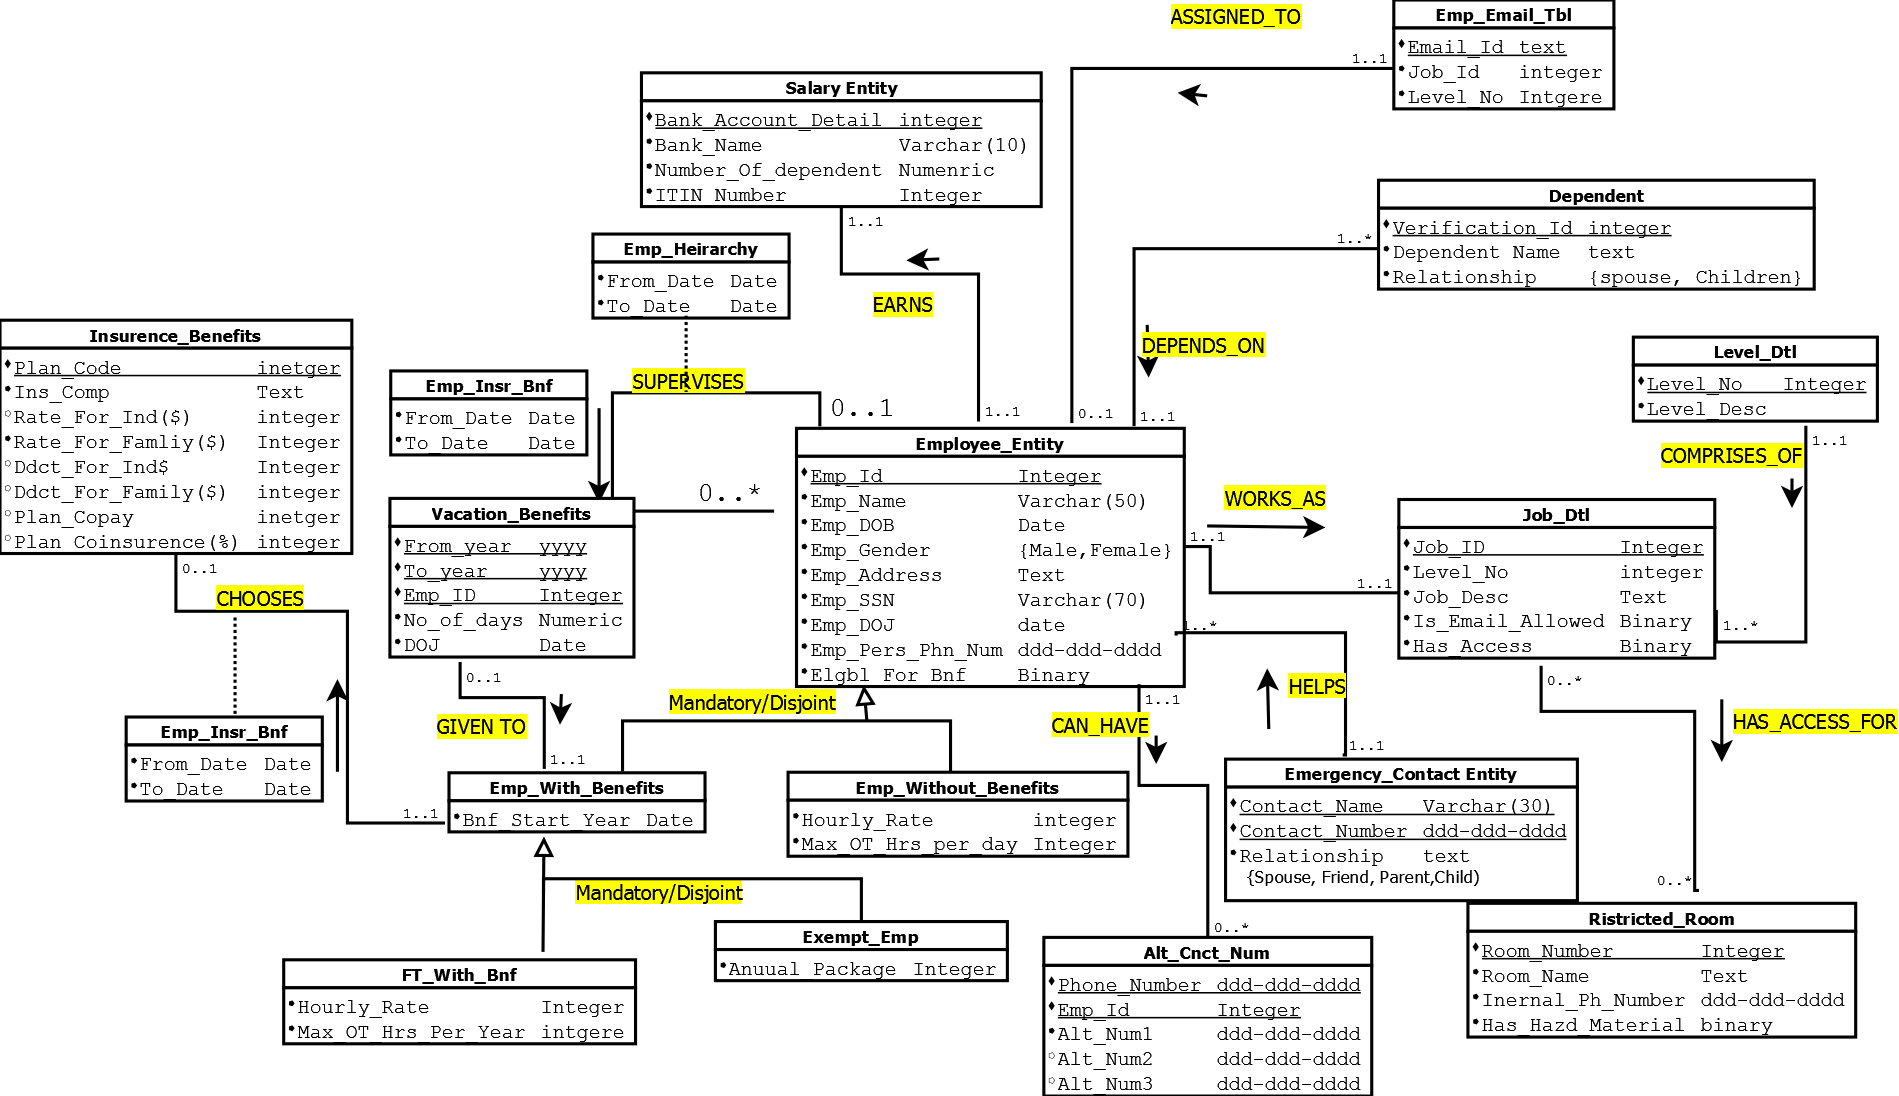 ASSIGNED_TO
Emp_Email_Tbl
Email_Id text
Job_Id integer
Level_No Intgere
1..1
Salary Entity
Bank_Account_Detail integer
Bank_Name Varchar(10)
Number_Of_dependent Numenric
ITIN_Number Integer
1..1
EARNS
1..1
Dependent
Verification_Id integer
Dependent_Name text
Relationship {spouse, Children}
1..*
DEPENDS_ON
0..1
1..1
Emp_Heirarchy
From_Date Date
To_Date Date
SUPERVISES
0..1
0..*
Insurence_Benefits
Plan_Code inetger
Ins_Comp Text
Rate_For_Ind($) integer
Rate_For_Famliy($) Integer
Ddct_For_Ind$ Integer
Ddct_For_Family($) integer
Plan_Copay inetger
Plan_Coinsurence(%) integer
0..1
CHOOSES
Emp_Insr_Bnf
From_Date Date
To_Date Date
Level_Dtl
Level_No Integer
Level_Desc
1..1
COMPRISES_OF
Employee_Entity
Emp_Id Integer
Emp_Name Varchar(50)
Emp_DOB Date
Emp_Gender {Male,Female}
Emp_Address Text
Emp_SSN Varchar(70)
Emp_DOJ date
Emp_Pers_Phn_Num ddd-ddd-dddd
Elgbl_For_Bnf Binary
WORKS_AS
1..1
1..1
Job_Dtl
Job_ID Integer
Level_No integer
Job_Desc Text
Is_Email_Allowed Binary
Has_Access Binary
1..*
Vacation_Benefits
From_year yyyy
To_year yyyy
Emp_ID Integer
No_of_days Numeric
DOJ Date
0..1
GIVEN TO
1..1
1..*
HELPS
1..1
0..*
HAS_ACCESS_FOR
0..*
Mandatory/Disjoint
1..1
CAN_HAVE
0..*
Emp_Insr_Bnf
From_Date Date
To_Date Date
1..1
Emp_With_Benefits
Bnf_Start_Year Date
Emp_Without_Benefits
Hourly_Rate integer
Max_OT_Hrs_per_day Integer
Emergency_Contact Entity
Contact_Name Varchar(30)
Contact_Number ddd-ddd-dddd
Relationship text
{Spouse, Friend, Parent,Child)
Mandatory/Disjoint
Exempt_Emp
Anuual_Package Integer
FT_With_Bnf
Hourly_Rate Integer
Max_OT_Hrs_Per_Year intgere
Alt_Cnct_Num
Phone_Number ddd-ddd-dddd
Emp_Id Integer
Alt_Num1 ddd-ddd-dddd
Alt_Num2 ddd-ddd-dddd
Alt_Num3 ddd-ddd-dddd
Ristricted_Room
Room_Number Integer
Room_Name Text
Inernal_Ph_Number ddd-ddd-dddd
Has_Hazd_Material binary